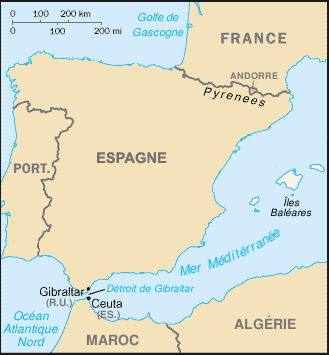 0 100 200 km
0 100 200 mi
Golfe de
Gascogne
FRANCE
ANDORRE
Pyrenees
PORT.
ESPAGNE
Îles
Baléares
Mer Méditérranée
Gibraltar
(R.U.)
Détroit de Gibraltar
Ceuta
(ES.)
Océan
Atlantique
Nord
MAROC
ALGÉRIE